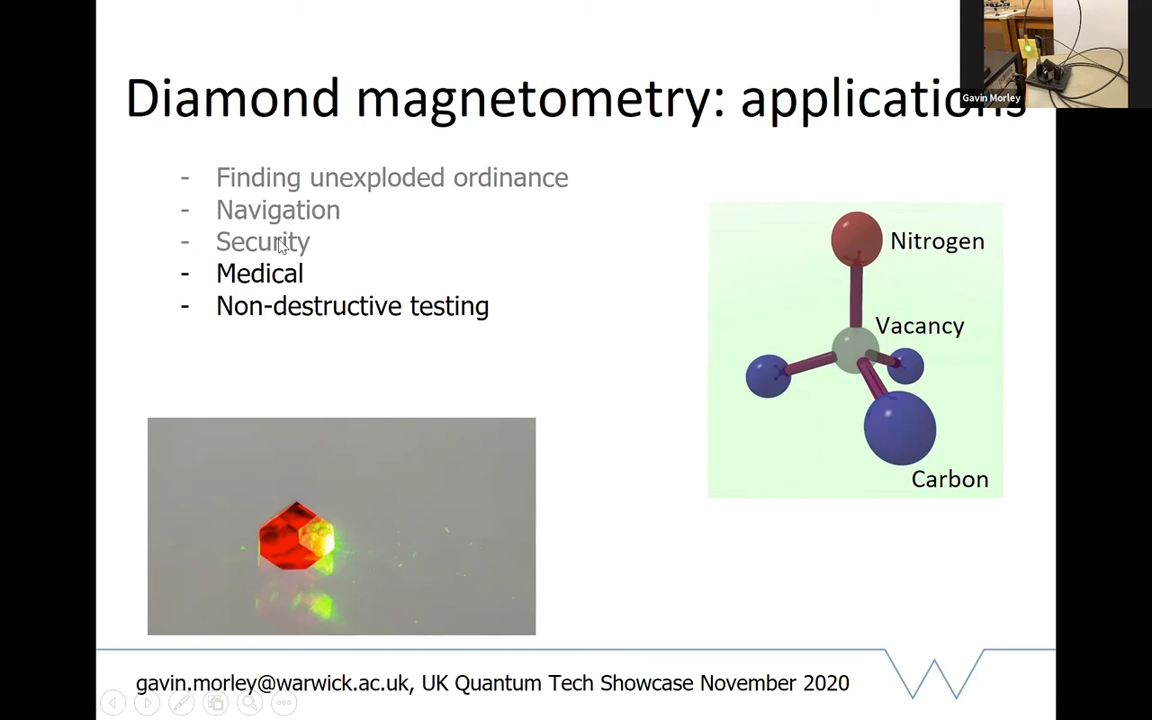 Diamond magnetometry: applications
Gavin Morley
- Finding unexploded ordinance
- Navigation
- Security
- Medical
- Non-destructive testing
Nitrogen
Vacancy
Carbon
gavin.morley@warwick.ac.uk, UK Quantum Tech Showcase November 2020